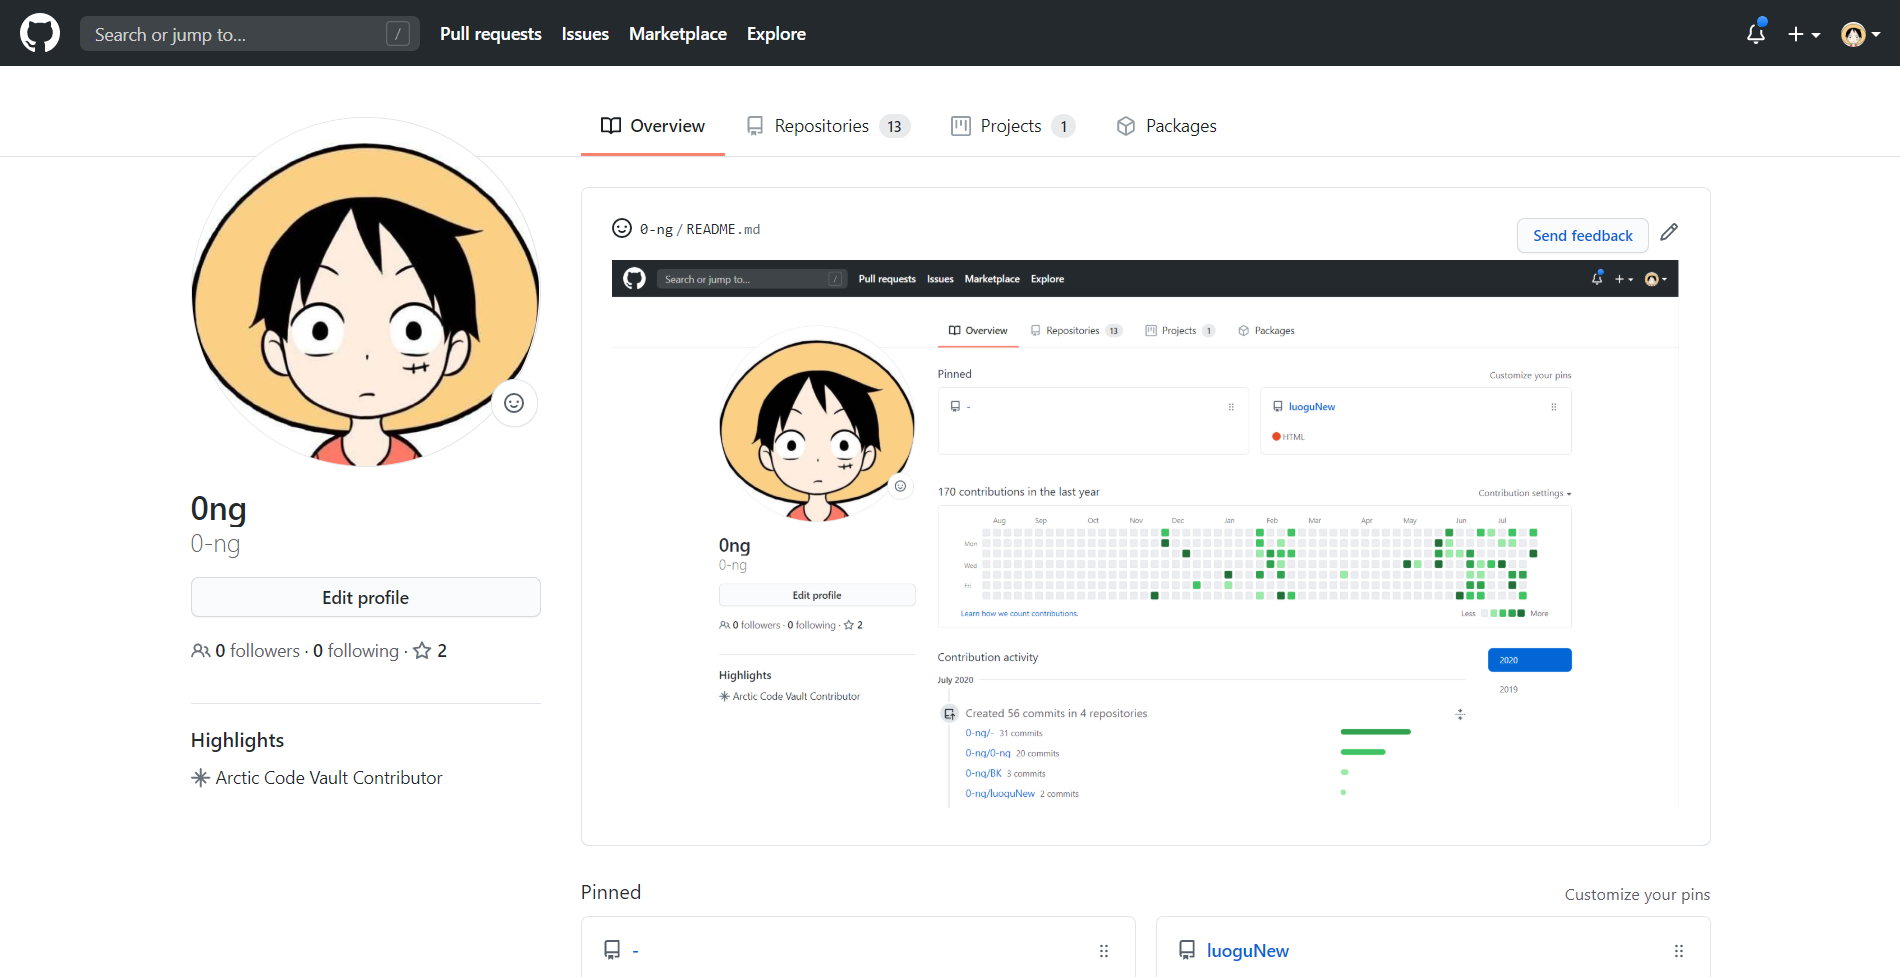 Search or jump to... / Pull requests Issues Marketplace Explore
Overview Repositories 13 Projects 1 Packages
0-ng/README.md Send feedback
Search or jump to... / Pull requests Issues Marketplace Explore
Overview Repositories 13 Projects 1 Packages
Pinned Customize your pins
- luoguNew
HTML
170 contributions in the last year Contribution settings
Aug Sep Oct Nov Dec Jan Feb Mar Apr May Jun Jul
Mon
Wed
Fri
Learn how we count contributions. Less More
0ng
0-ng
Edit profile
0 followers · 0 following · 2
Highlights
Arctic Code Vault Contributor
Contribution activity 2020
July 2020
2019
Created 56 commits in 4 repositories
0-ng/- 31 commits
0-ng/0-ng 20 commits
0-ng/BK 3 commits
0-ng/luoguNew 2 commits
0ng
0-ng
Edit profile
0 followers · 0 following · 2
Highlights
Arctic Code Vault Contributor
Pinned Customize your pins
- luoguNew